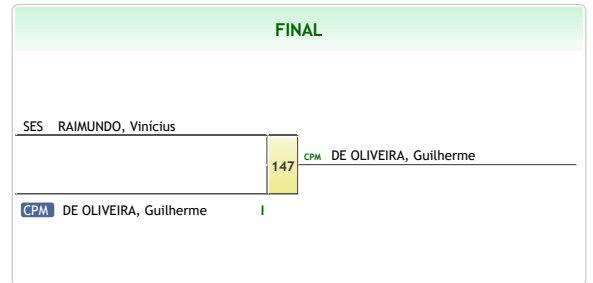 FINAL
SES RAIMUNDO, Vinícius
147
CPM DE OLIVEIRA, Guilherme
CPM DE OLIVEIRA, Guilherme I